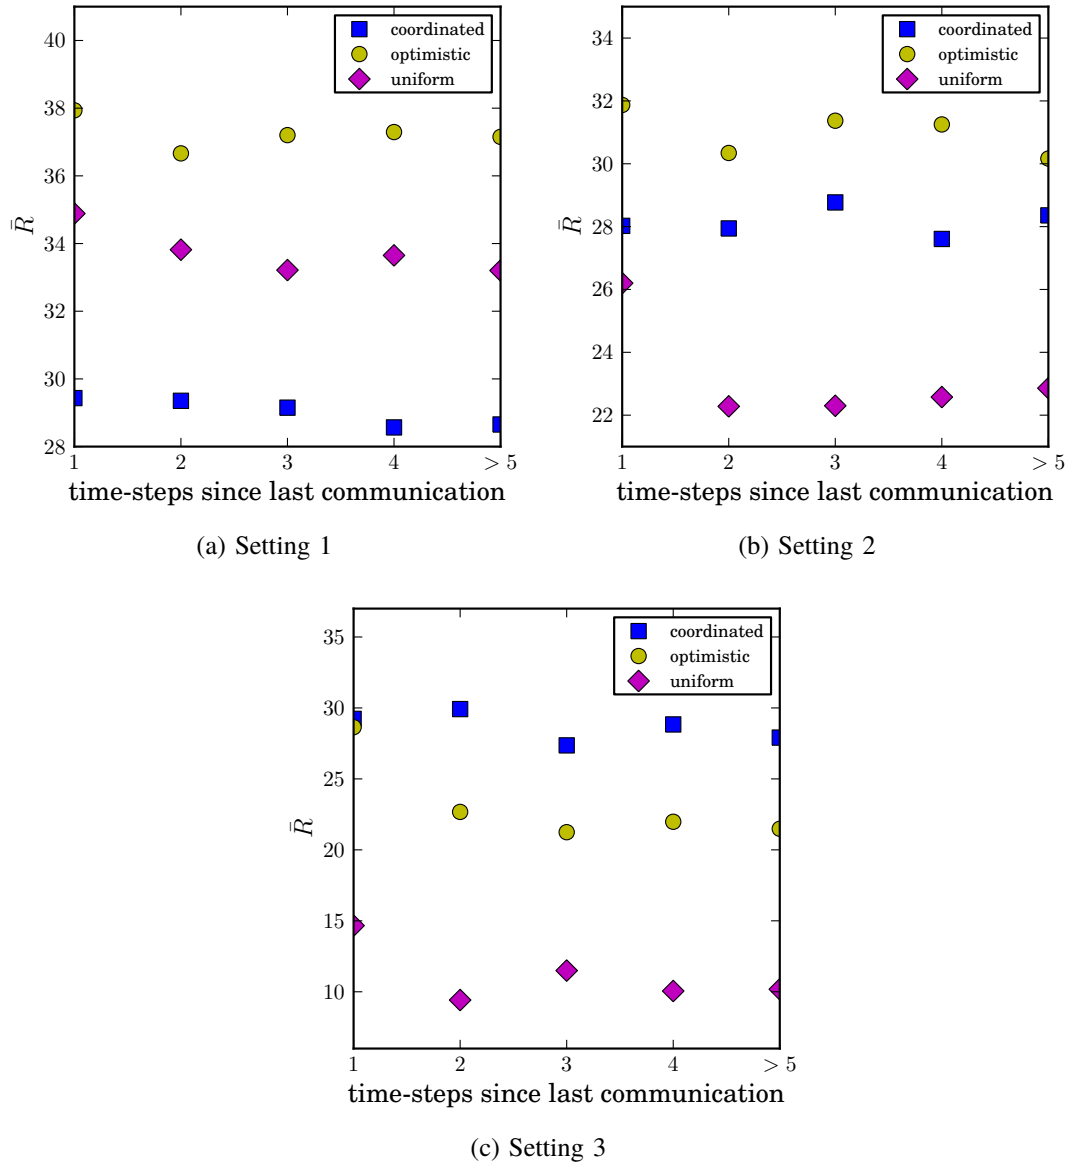 40
38
36
34
32
30
28
R̄
coordinated
optimistic
uniform
1 2 3 4 > 5
time-steps since last communication
(a) Setting 1
34
32
30
28
26
24
22
R̄
coordinated
optimistic
uniform
1 2 3 4 > 5
time-steps since last communication
(b) Setting 2
35
30
25
20
15
10
R̄
coordinated
optimistic
uniform
1 2 3 4 > 5
time-steps since last communication
(c) Setting 3